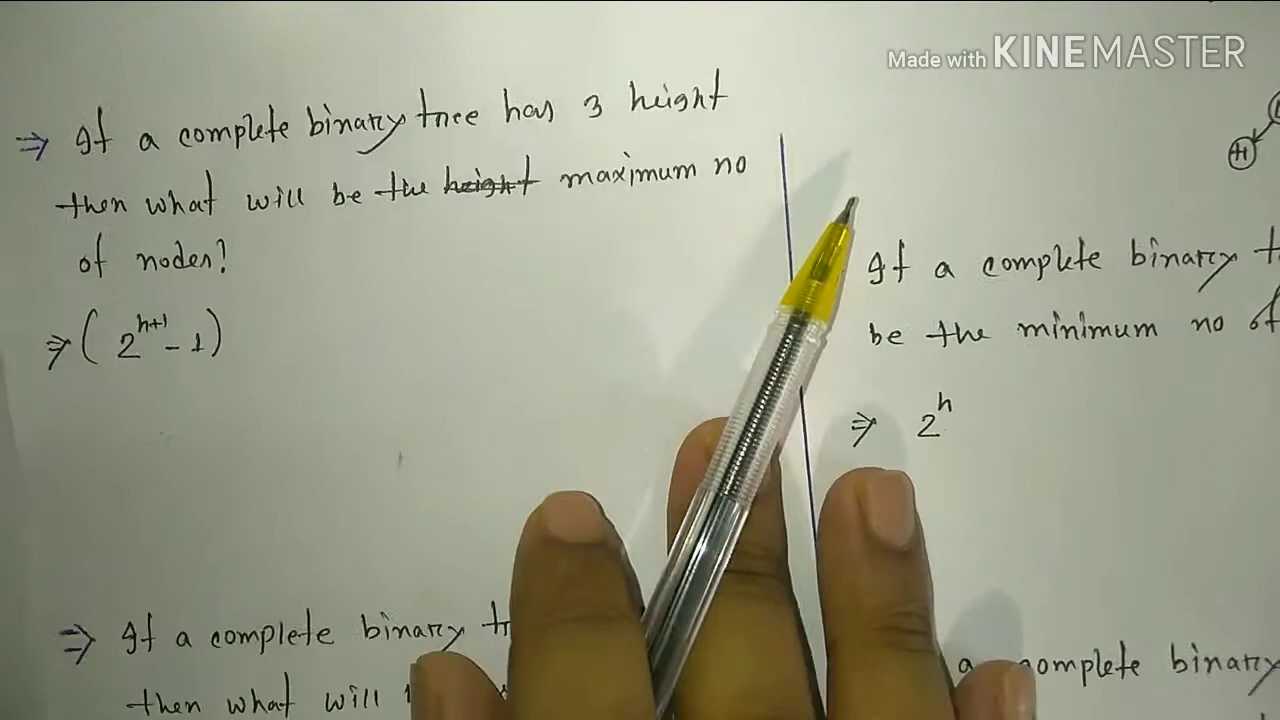 Made with KINEMASTER
⇒ If a complete binary tree has 3 height
then what will be the height maximum no
of nodes?
⇒ (2^h+1 - 1)
H
If a complete binary
be the minimum no of
⇒ 2^h
⇒ If a complete binary
then what will
a complete binary